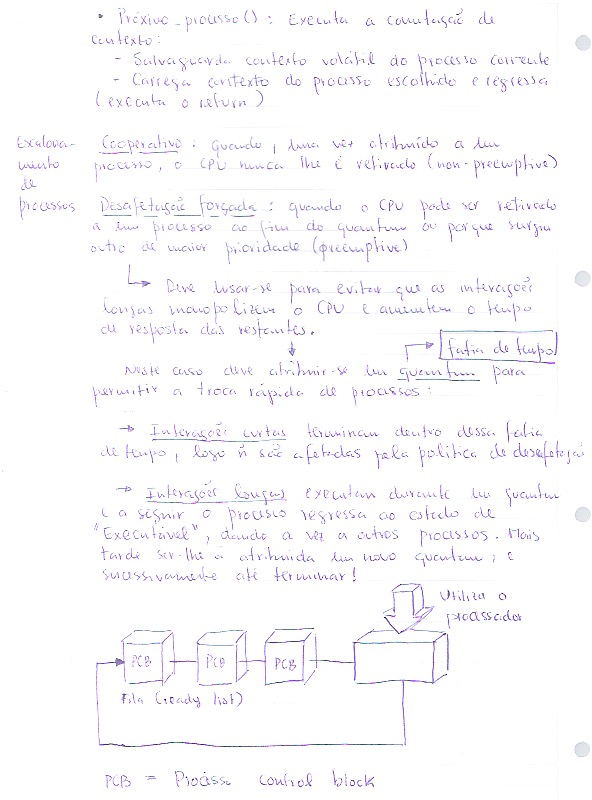 • Próximo_processo() : Executa a comutação de
contexto :
- Salvaguarda contexto volátil do processo corrente
- Carrega contexto do processo escolhido e regressa
(executa o return)
Escalona-
mento
de
processos
Cooperativo : quando, uma vez atribuído a um
processo, o CPU nunca lhe é retirado (non-preemptive)
Desafetação forçada : quando o CPU pode ser retirado
a um processo ao fim do quantum ou porque surgiu
outro de maior prioridade (preemptive)
↳ Deve usar-se para evitar que as interações
longas monopolizem o CPU e aumentem o tempo
de resposta das restantes.
fatia de tempo
Neste caso deve atribuir-se um quantum para
permitir a troca rápida de processos :
→ Interações curtas terminam dentro dessa fatia
de tempo, logo ñ são afetadas pela política de desafetação
→ Interações longas executam durante um quantum
e a seguir o processo regressa ao estado de
"Executável", dando a vez a outros processos. Mais
tarde ser-lhe-á atribuída um novo quantum, e
sucessivamente até terminar!
Utiliza o
processador
PCB PCB PCB
Fila (ready list)
PCB = Process control block